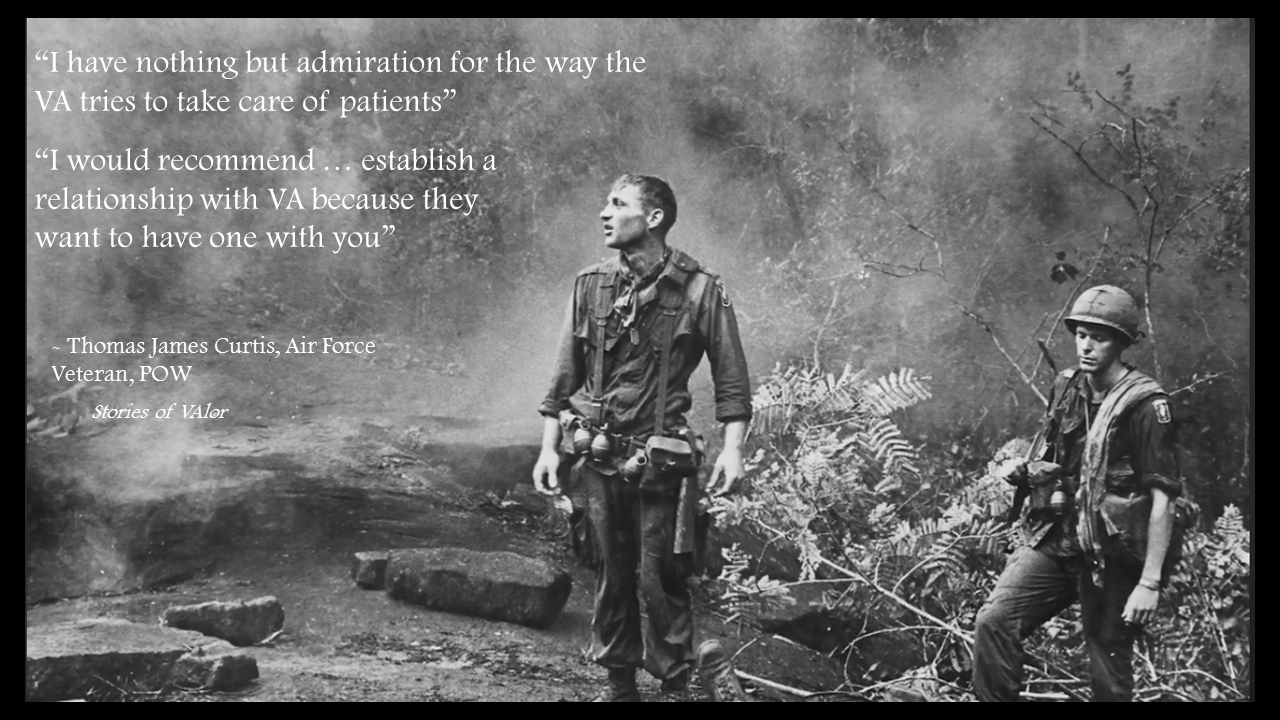 “I have nothing but admiration for the way the
VA tries to take care of patients”
“I would recommend … establish a
relationship with VA because they
want to have one with you”
~ Thomas James Curtis, Air Force
Veteran, POW
Stories of VAlor